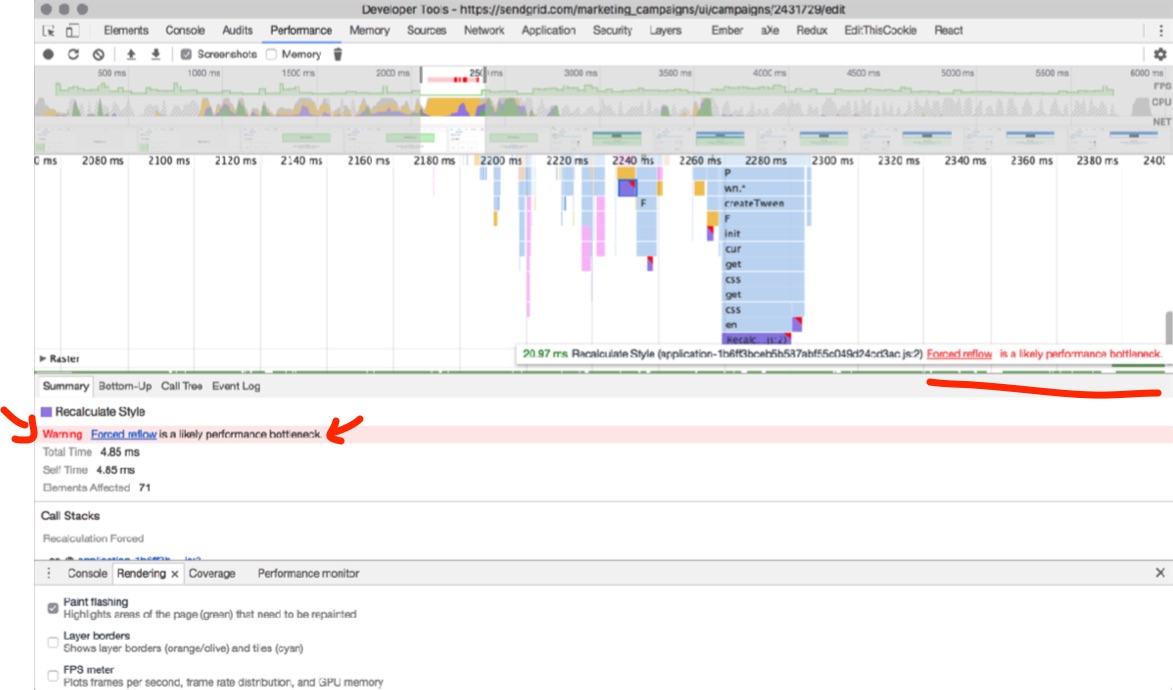 Developer Tools - https://sendgrid.com/marketing_campaigns/ui/campaigns/2431729/edit
Elements Console Audits Performance Memory Sources Network Application Security Layers Ember aXe Redux EditThisCookie React
Screenshots Memory
500 ms 1000 ms 1500 ms 2000 ms 250 ms 3000 ms 3500 ms 4000 ms 4500 ms 5000 ms 5500 ms 6000 ms
FPS
CPU
NET
0 ms 2080 ms 2100 ms 2120 ms 2140 ms 2160 ms 2180 ms 2200 ms 2220 ms 2240 ms 2260 ms 2280 ms 2300 ms 2320 ms 2340 ms 2360 ms 2380 ms 2400
P
wn.*
F createTween
F
init
cur
get
css
get
css
en
Recalc... js:2)
Raster
20.97 ms Recalculate Style Forced reflow is a likely performance bottleneck.
Summary Bottom-Up Call Tree Event Log
Recalculate Style
Warning Forced reflow is a likely performance bottleneck.
Total Time 4.85 ms
Self Time 4.85 ms
Elements Affected 71
Call Stacks
Recalculation Forced
Console Rendering × Coverage Performance monitor ×
Paint flashing
Highlights areas of the page (green) that need to be repainted
Layer borders
Shows layer borders (orange/olive) and tiles (cyan)
FPS meter
Plots frames per second, frame rate distribution, and GPU memory